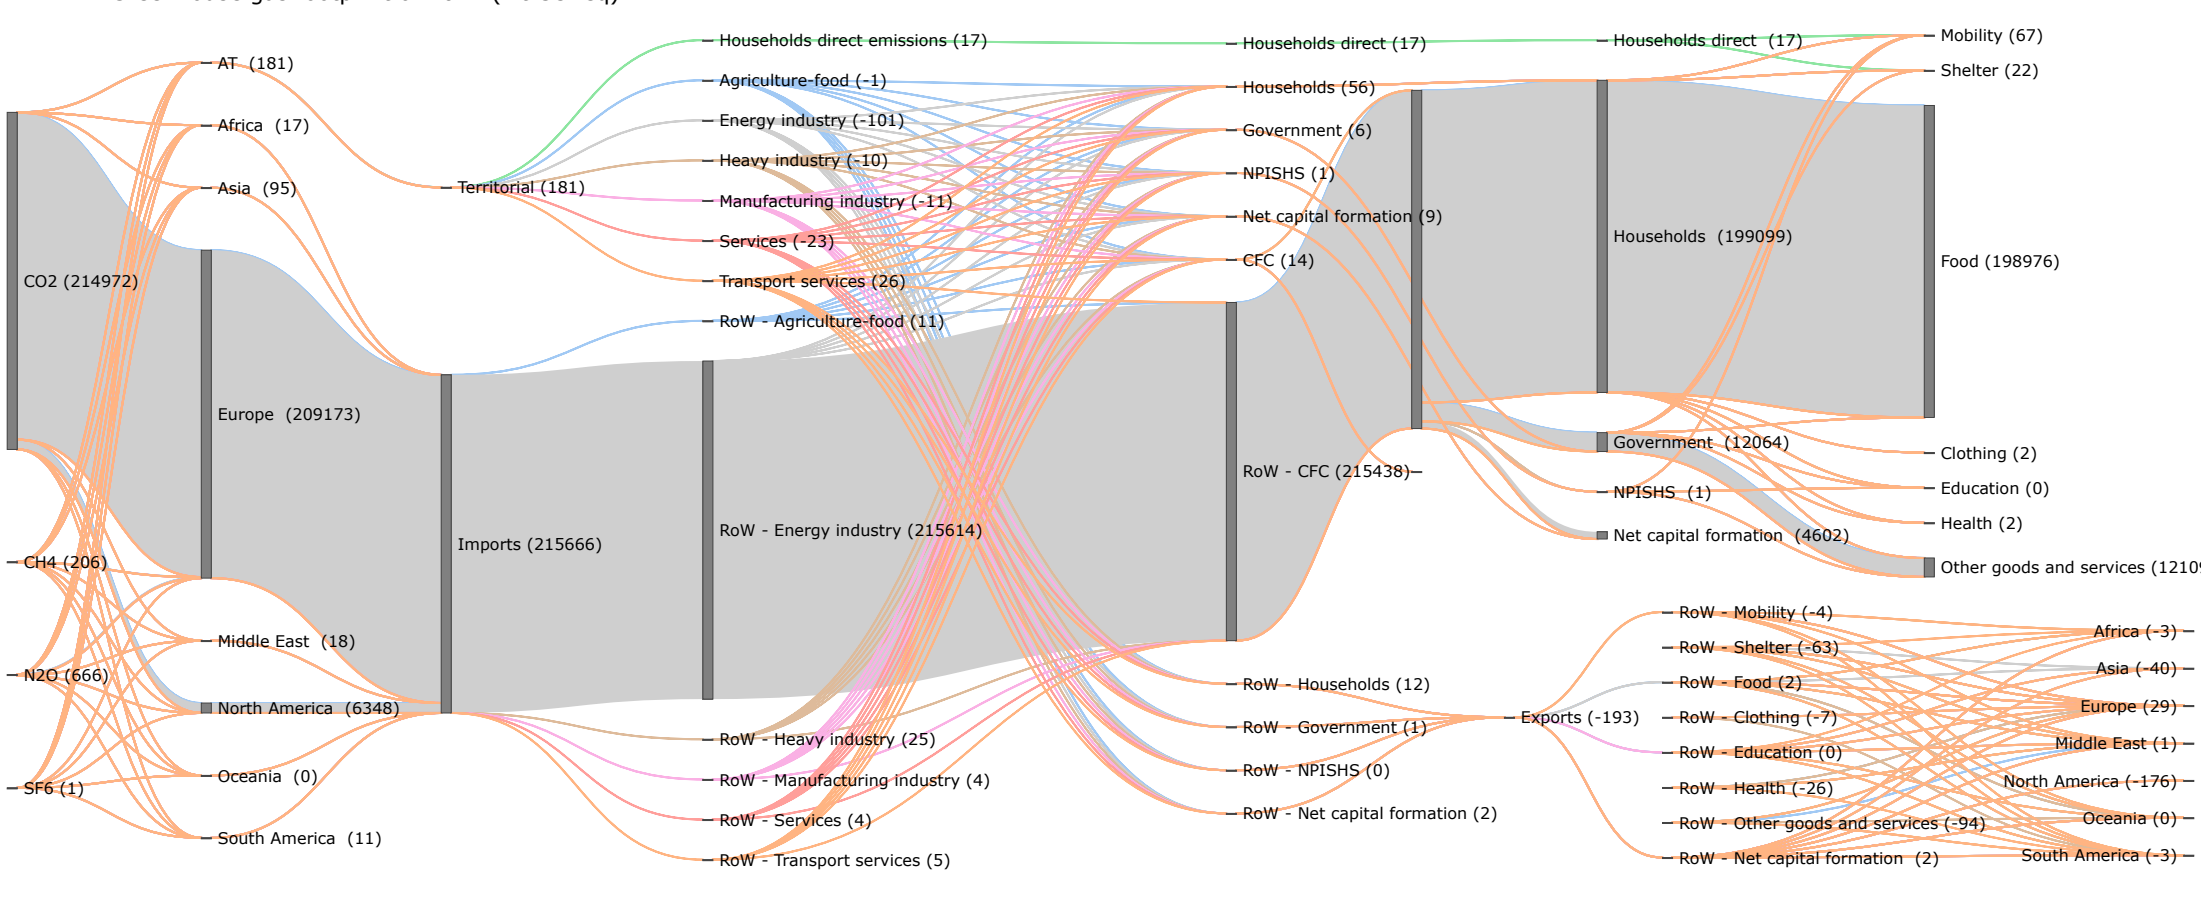 CO2 (214972)
CH4 (206)
N2O (666)
SF6 (1)
AT (181)
Africa (17)
Asia (95)
Europe (209173)
Middle East (18)
North America (6348)
Oceania (0)
South America (11)
Territorial (181)
Imports (215666)
Households direct emissions (17)
Agriculture-food (-1)
Energy industry (-101)
Heavy industry (-10)
Manufacturing industry (-11)
Services (-23)
Transport services (26)
RoW - Agriculture-food (11)
RoW - Energy industry (215614)
RoW - Heavy industry (25)
RoW - Manufacturing industry (4)
RoW - Services (4)
RoW - Transport services (5)
Households direct (17)
Households (56)
Government (6)
NPISHS (1)
Net capital formation (9)
CFC (14)
RoW - CFC (215438)
RoW - Households (12)
RoW - Government (1)
RoW - NPISHS (0)
RoW - Net capital formation (2)
Exports (-193)
Households direct (17)
Households (199099)
Government (12064)
NPISHS (1)
Net capital formation (4602)
RoW - Mobility (-4)
RoW - Shelter (-63)
RoW - Food (2)
RoW - Clothing (-7)
RoW - Education (0)
RoW - Health (-26)
RoW - Other goods and services (-94)
RoW - Net capital formation (2)
Mobility (67)
Shelter (22)
Food (198976)
Clothing (2)
Education (0)
Health (2)
Other goods and services (1210
Africa (-3)
Asia (-40)
Europe (29)
Middle East (1)
North America (-176)
Oceania (0)
South America (-3)